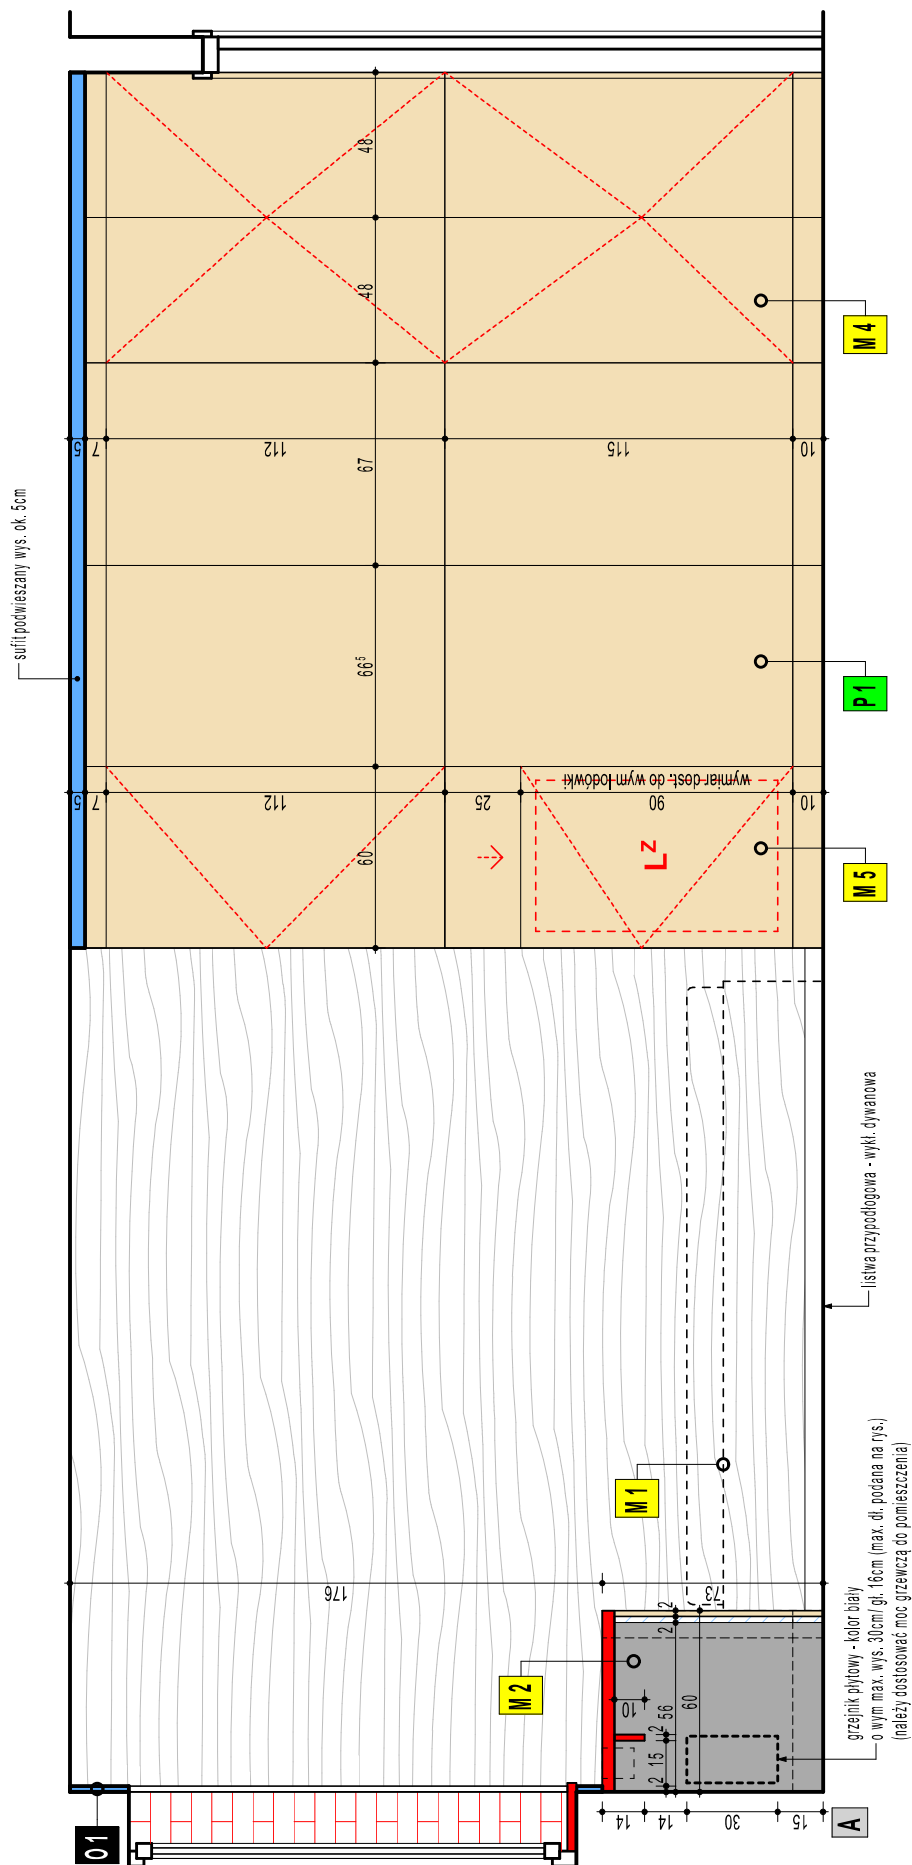 sufit podwieszany wys. ok. 5cm
48
48
67
66⁵
60
5
7
112
115
10
5
7
112
25
90
10
wymiar dost. do wym lodówki
LZ
M 4
P 1
M 5
listwa przypodłogowa - wykł. dywanowa
M 1
176
73
M 2
2
2
10
56
60
2
15
2
14
14
30
15
grzejnik płytowy - kolor biały
o wym max. wys. 30cm/ gł. 16cm (max. dł. podana na rys.)
(należy dostosować moc grzewczą do pomieszczenia)
01
A